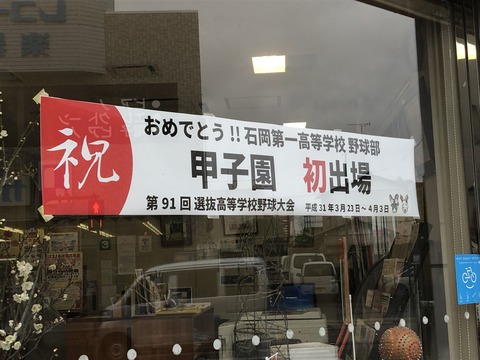 祝
おめでとう!! 石岡第一高等学校 野球部
甲子園 初出場
第91回 選抜高等学校野球大会 平成31年3月23日～4月3日